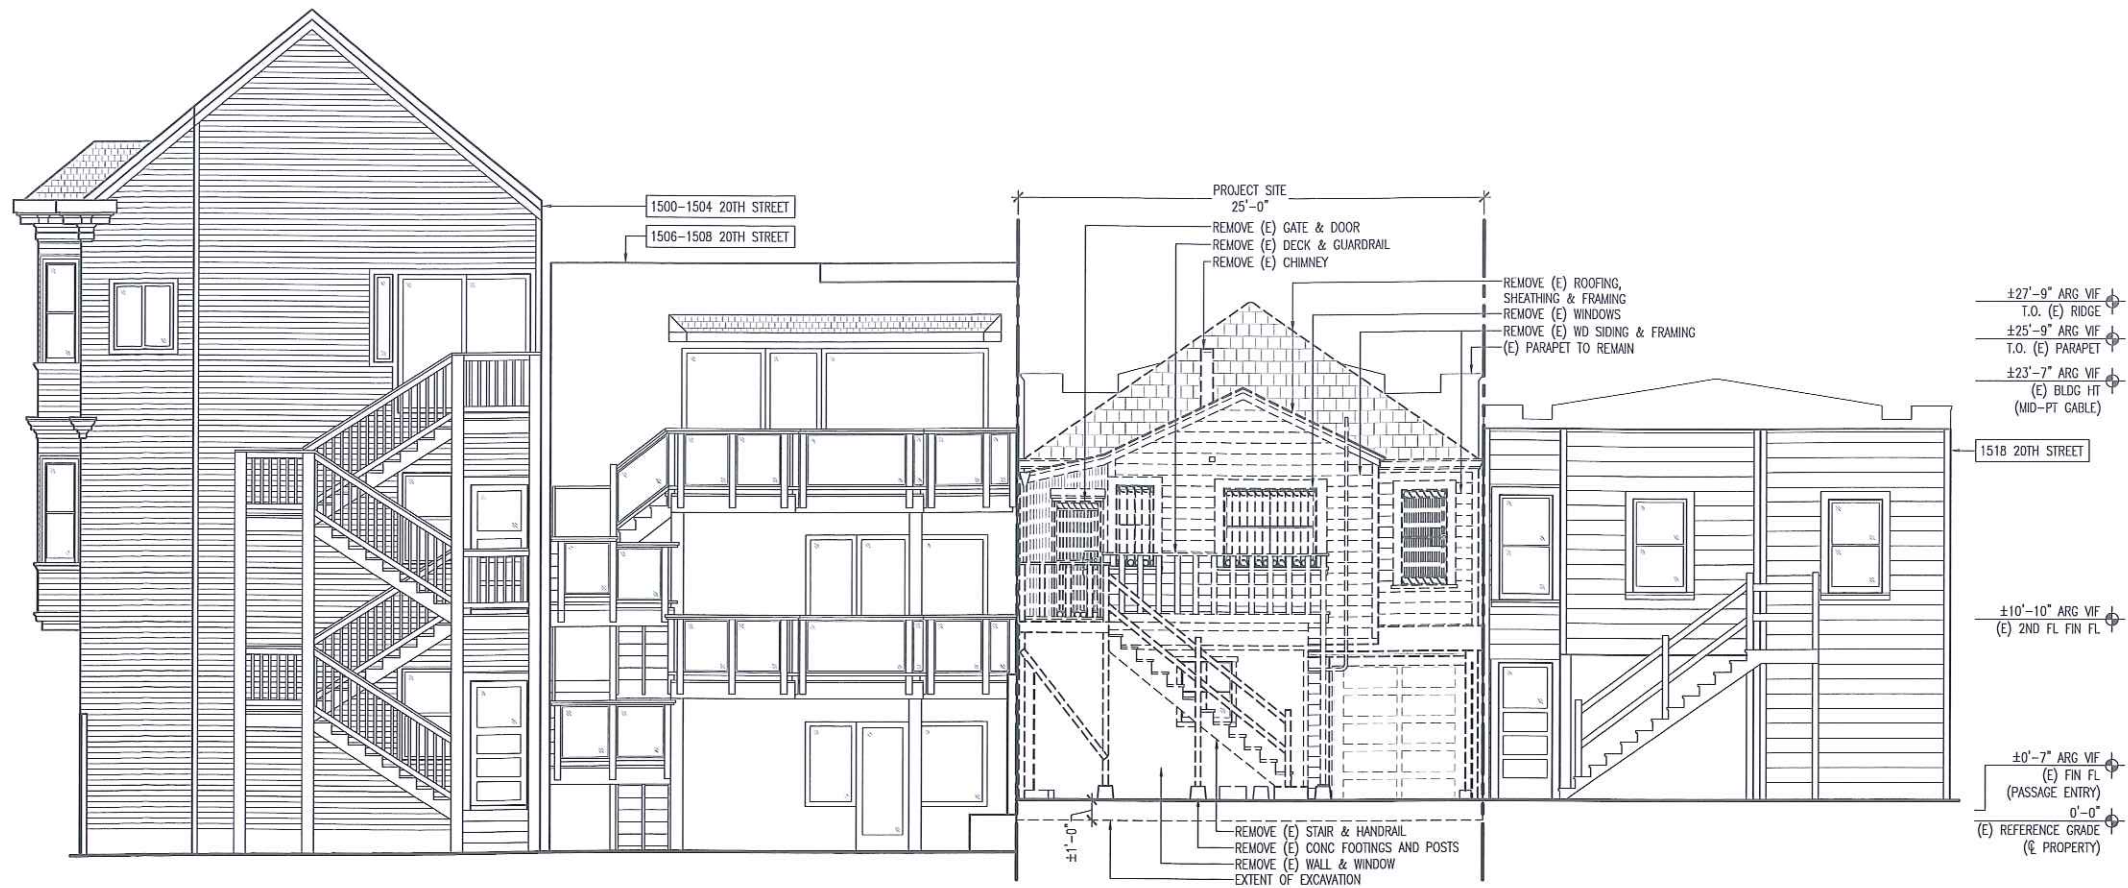 1500-1504 20TH STREET
1506-1508 20TH STREET
PROJECT SITE
25'-0"
REMOVE (E) GATE & DOOR
REMOVE (E) DECK & GUARDRAIL
REMOVE (E) CHIMNEY
REMOVE (E) ROOFING,
SHEATHING & FRAMING
REMOVE (E) WINDOWS
REMOVE (E) WD SIDING & FRAMING
(E) PARAPET TO REMAIN
±27'-9" ARG VIF
T.O. (E) RIDGE
±25'-9" ARG VIF
T.O. (E) PARAPET
±23'-7" ARG VIF
(E) BLDG HT
(MID-PT GABLE)
1518 20TH STREET
±10'-10" ARG VIF
(E) 2ND FL FIN FL
±0'-7" ARG VIF
(E) FIN FL
(PASSAGE ENTRY)
0'-0"
(E) REFERENCE GRADE
(℄ PROPERTY)
±1'-0"
REMOVE (E) STAIR & HANDRAIL
REMOVE (E) CONC FOOTINGS AND POSTS
REMOVE (E) WALL & WINDOW
EXTENT OF EXCAVATION